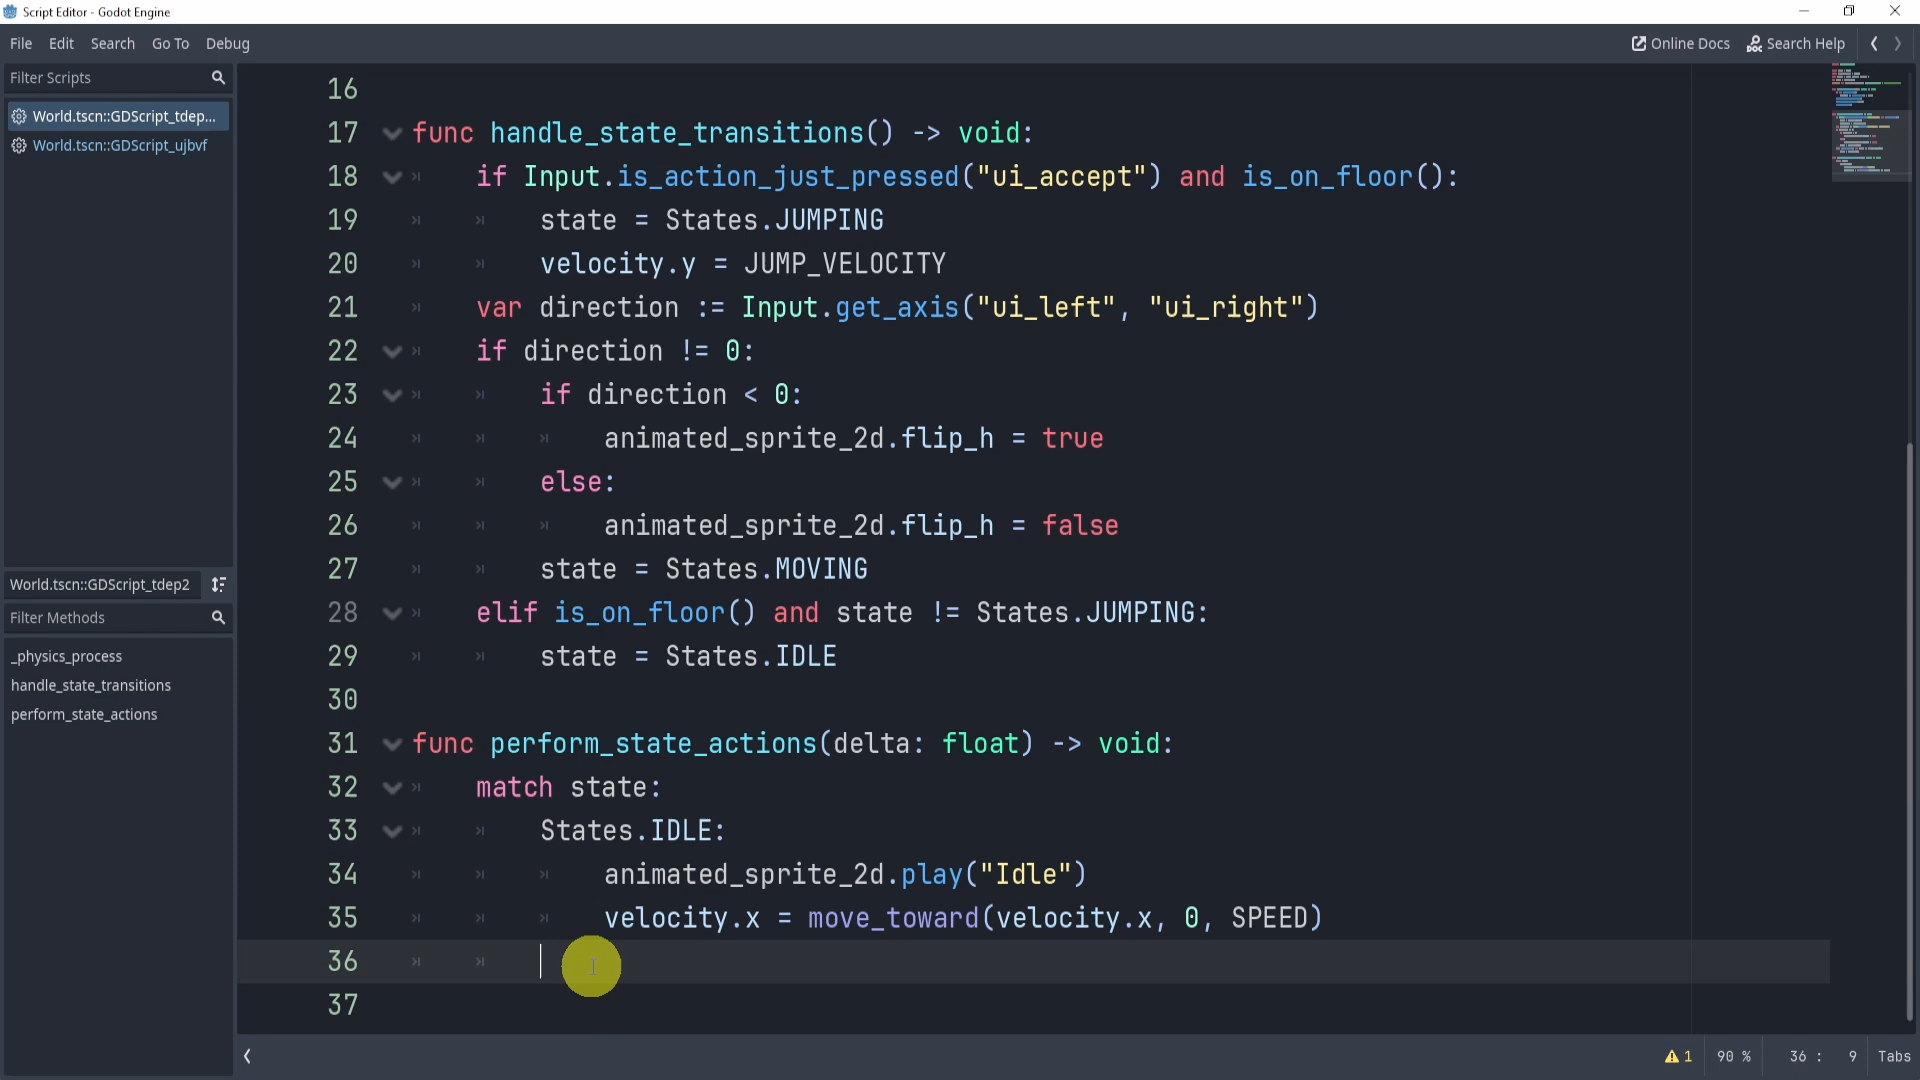 Script Editor - Godot Engine
File Edit Search Go To Debug
Online Docs Search Help
Filter Scripts
World.tscn::GDScript_tdep...
World.tscn::GDScript_ujbvf
World.tscn::GDScript_tdep2
Filter Methods
_physics_process
handle_state_transitions
perform_state_actions
16
17 func handle_state_transitions() -> void:
18 if Input.is_action_just_pressed("ui_accept") and is_on_floor():
19 state = States.JUMPING
20 velocity.y = JUMP_VELOCITY
21 var direction := Input.get_axis("ui_left", "ui_right")
22 if direction != 0:
23 if direction < 0:
24 animated_sprite_2d.flip_h = true
25 else:
26 animated_sprite_2d.flip_h = false
27 state = States.MOVING
28 elif is_on_floor() and state != States.JUMPING:
29 state = States.IDLE
30
31 func perform_state_actions(delta: float) -> void:
32 match state:
33 States.IDLE:
34 animated_sprite_2d.play("Idle")
35 velocity.x = move_toward(velocity.x, 0, SPEED)
36
37
1 90 % 36 : 9 Tabs